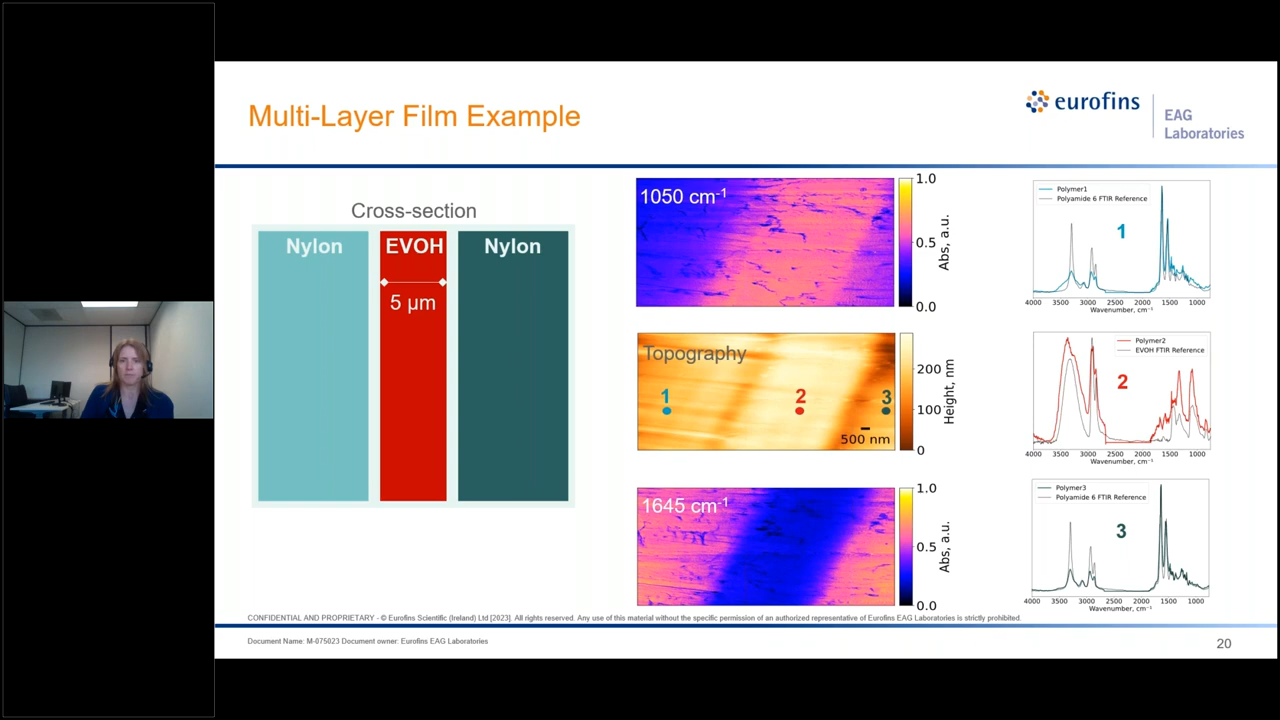 Multi-Layer Film Example
eurofins
EAG
Laboratories
Cross-section
Nylon
EVOH
Nylon
5 µm
1050 cm⁻¹
1.0
0.5
0.0
Abs, a.u.
Topography
1
2
3
500 nm
200
100
0
Height, nm
1645 cm⁻¹
1.0
0.5
0.0
Abs, a.u.
Polymer1
Polyamide 6 FTIR Reference
1
4000 3500 3000 2500 2000 1500 1000
Wavenumber, cm⁻¹
Polymer2
EVOH FTIR Reference
2
4000 3500 3000 2500 2000 1500 1000
Wavenumber, cm⁻¹
Polymer3
Polyamide 6 FTIR Reference
3
4000 3500 3000 2500 2000 1500 1000
Wavenumber, cm⁻¹
CONFIDENTIAL AND PROPRIETARY - © Eurofins Scientific (Ireland) Ltd [2023]. All rights reserved. Any use of this material without the specific permission of an authorized representative of Eurofins EAG Laboratories is strictly prohibited.
Document Name: M-075023 Document owner: Eurofins EAG Laboratories
20